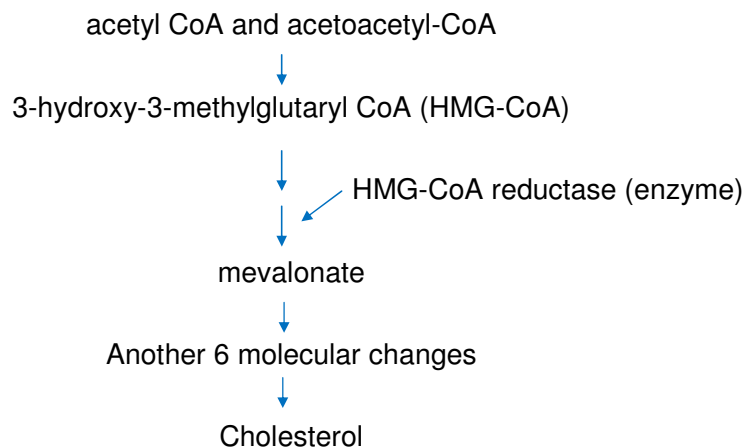 acetyl CoA and acetoacetyl-CoA
3-hydroxy-3-methylglutaryl CoA (HMG-CoA)
HMG-CoA reductase (enzyme)
mevalonate
Another 6 molecular changes
Cholesterol